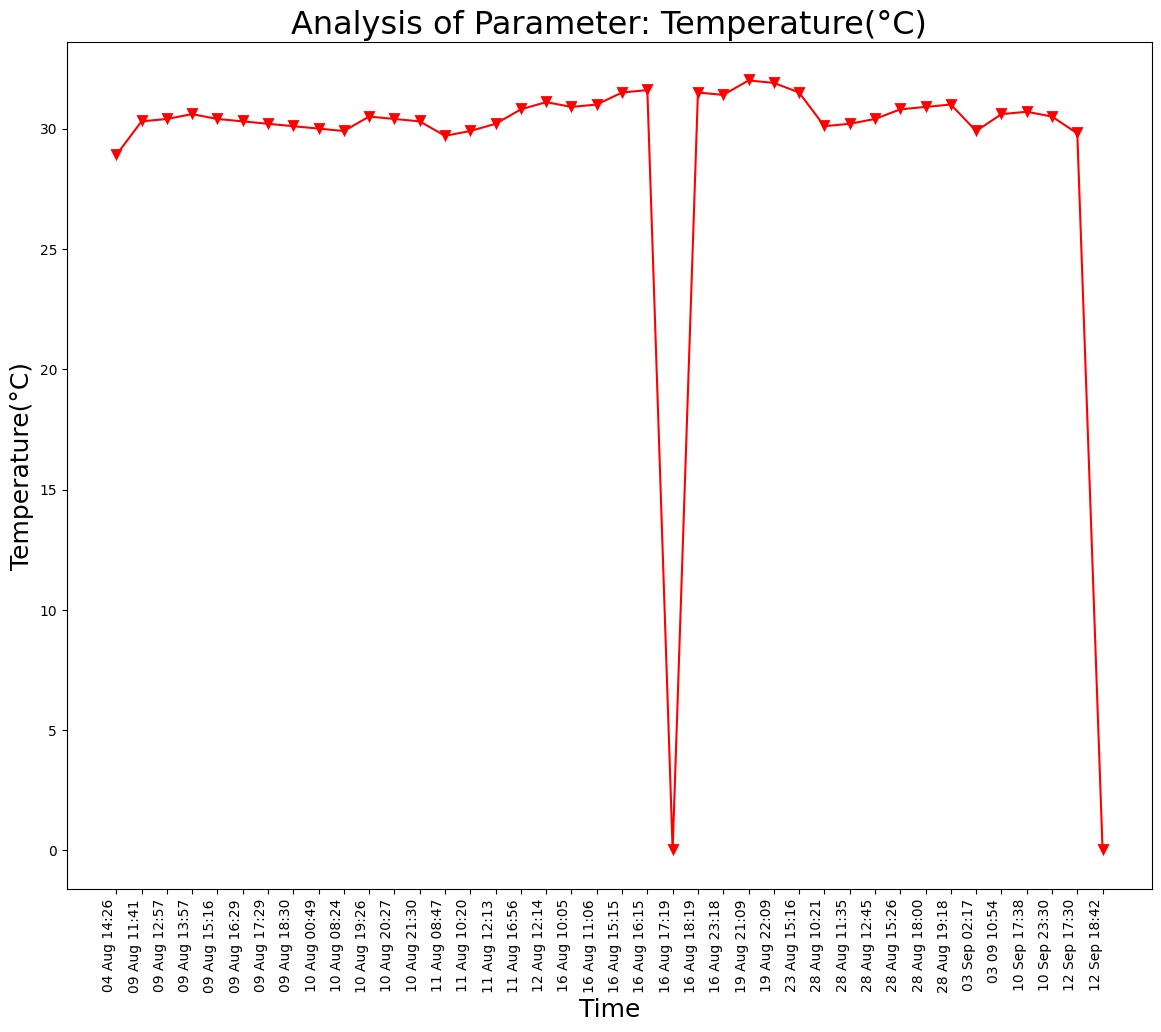 Analysis of Parameter: Temperature(°C)
Temperature(°C)
30
25
20
15
10
5
0
04 Aug 14:26
09 Aug 11:41
09 Aug 12:57
09 Aug 13:57
09 Aug 15:16
09 Aug 16:29
09 Aug 17:29
09 Aug 18:30
10 Aug 00:49
10 Aug 08:24
10 Aug 19:26
10 Aug 20:27
10 Aug 21:30
11 Aug 08:47
11 Aug 10:20
11 Aug 12:13
11 Aug 16:56
12 Aug 12:14
16 Aug 10:05
16 Aug 11:06
16 Aug 15:15
16 Aug 16:15
16 Aug 17:19
16 Aug 18:19
16 Aug 23:18
19 Aug 21:09
19 Aug 22:09
23 Aug 15:16
28 Aug 10:21
28 Aug 11:35
28 Aug 12:45
28 Aug 15:26
28 Aug 18:00
28 Aug 19:18
03 Sep 02:17
03 09 10:54
10 Sep 17:38
10 Sep 23:30
12 Sep 17:30
12 Sep 18:42
Time